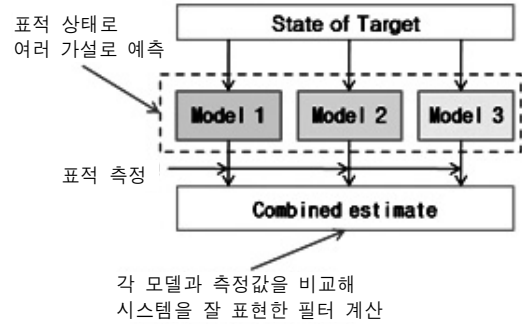 표적 상태로
여러 가설로 예측
State of Target
Model 1
Model 2
Model 3
표적 측정
Combined estimate
각 모델과 측정값을 비교해
시스템을 잘 표현한 필터 계산